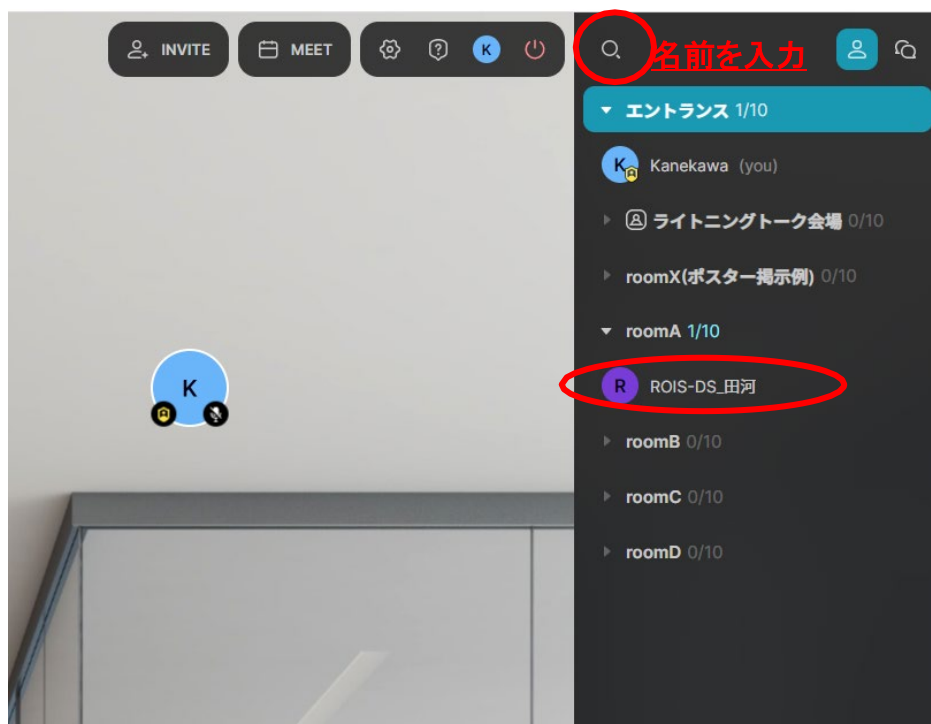 INVITE MEET K 名前を入力
エントランス 1/10
K Kanekawa (you)
ライトニングトーク会場 0/10
roomX(ポスター掲示例) 0/10
roomA 1/10
K
R ROIS-DS_田河
roomB 0/10
roomC 0/10
roomD 0/10